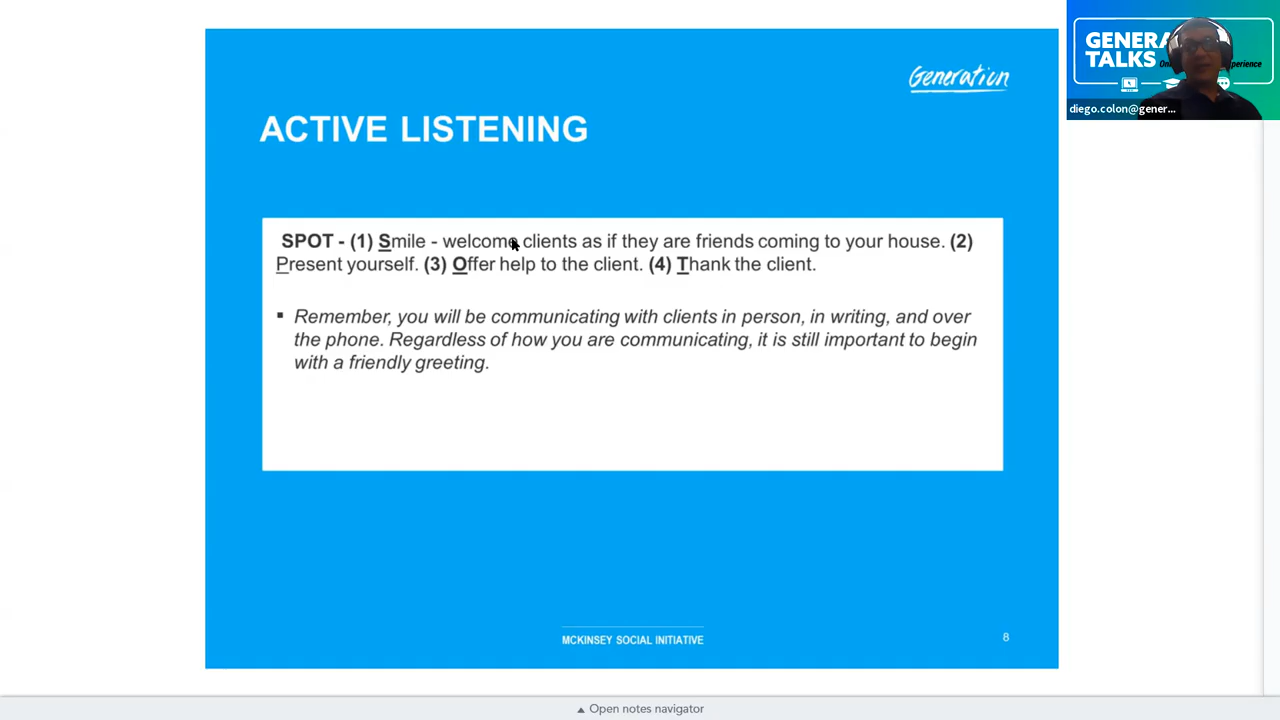 GENERA
TALKS
On
xperience
diego.colon@gener...
Generation
ACTIVE LISTENING
SPOT - (1) Smile - welcome clients as if they are friends coming to your house. (2)
Present yourself. (3) Offer help to the client. (4) Thank the client.
▪ Remember, you will be communicating with clients in person, in writing, and over
the phone. Regardless of how you are communicating, it is still important to begin
with a friendly greeting.
MCKINSEY SOCIAL INITIATIVE
8
▲ Open notes navigator